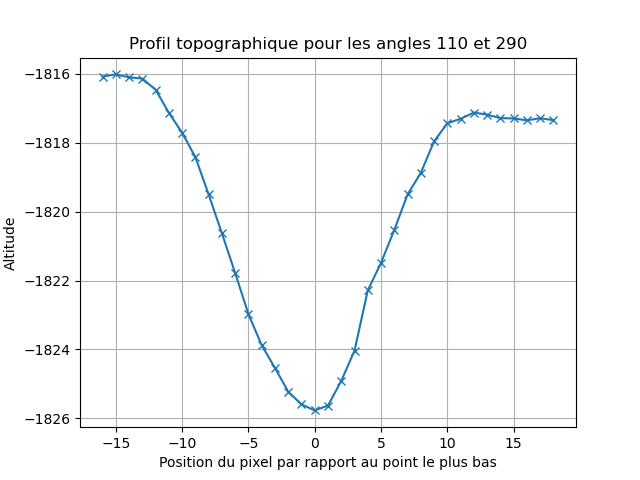 Profil topographique pour les angles 110 et 290
−1816
−1818
−1820
−1822
−1824
−1826
Altitude
−15 −10 −5 0 5 10 15
Position du pixel par rapport au point le plus bas